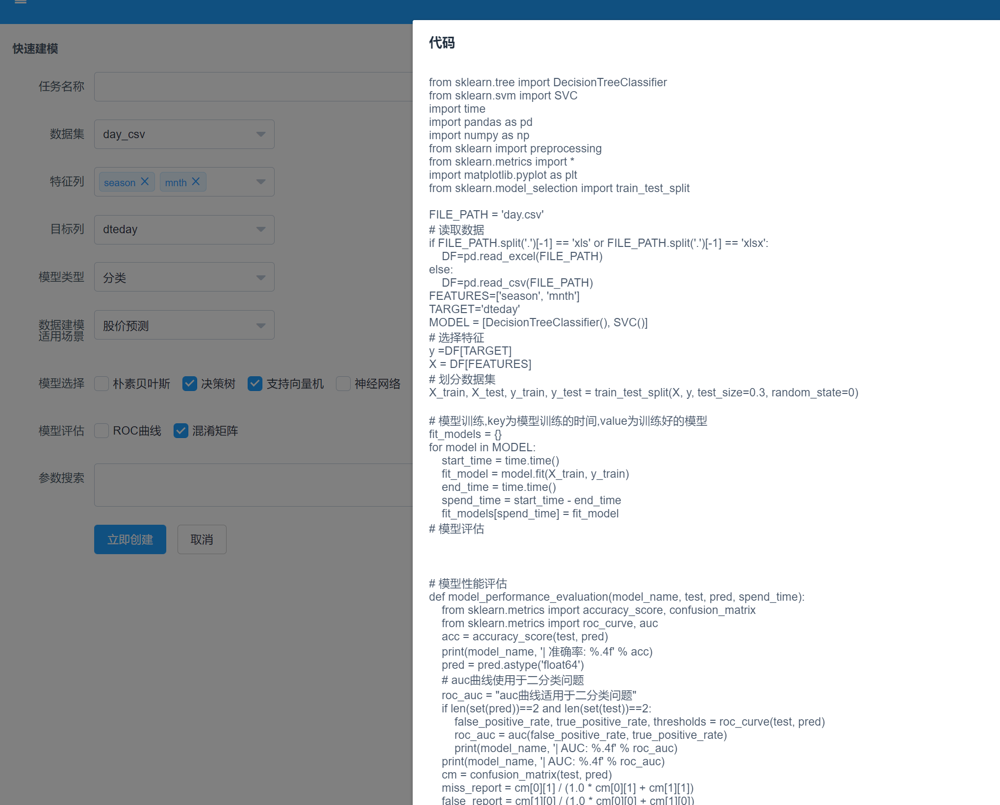 快速建模
任务名称
数据集 day_csv
特征列 season mnth
目标列 dteday
模型类型 分类
数据建模
适用场景 股价预测
模型选择 朴素贝叶斯 决策树 支持向量机 神经网络
模型评估 ROC曲线 混淆矩阵
参数搜索
立即创建 取消
代码
from sklearn.tree import DecisionTreeClassifier
from sklearn.svm import SVC
import time
import pandas as pd
import numpy as np
from sklearn import preprocessing
from sklearn.metrics import *
import matplotlib.pyplot as plt
from sklearn.model_selection import train_test_split
FILE_PATH = 'day.csv'
# 读取数据
if FILE_PATH.split('.')[-1] == 'xls' or FILE_PATH.split('.')[-1] == 'xlsx':
DF=pd.read_excel(FILE_PATH)
else:
DF=pd.read_csv(FILE_PATH)
FEATURES=['season', 'mnth']
TARGET='dteday'
MODEL = [DecisionTreeClassifier(), SVC()]
# 选择特征
y =DF[TARGET]
X = DF[FEATURES]
# 划分数据集
X_train, X_test, y_train, y_test = train_test_split(X, y, test_size=0.3, random_state=0)
# 模型训练,key为模型训练的时间,value为训练好的模型
fit_models = {}
for model in MODEL:
start_time = time.time()
fit_model = model.fit(X_train, y_train)
end_time = time.time()
spend_time = start_time - end_time
fit_models[spend_time] = fit_model
# 模型评估
# 模型性能评估
def model_performance_evaluation(model_name, test, pred, spend_time):
from sklearn.metrics import accuracy_score, confusion_matrix
from sklearn.metrics import roc_curve, auc
acc = accuracy_score(test, pred)
print(model_name, '| 准确率: %.4f' % acc)
pred = pred.astype('float64')
# auc曲线使用于二分类问题
roc_auc = "auc曲线适用于二分类问题"
if len(set(pred))==2 and len(set(test))==2:
false_positive_rate, true_positive_rate, thresholds = roc_curve(test, pred)
roc_auc = auc(false_positive_rate, true_positive_rate)
print(model_name, '| AUC: %.4f' % roc_auc)
print(model_name, '| AUC: %.4f' % roc_auc)
cm = confusion_matrix(test, pred)
miss_report = cm[0][1] / (1.0 * cm[0][1] + cm[1][1])
false_report = cm[1][0] / (1.0 * cm[0][0] + cm[1][0])